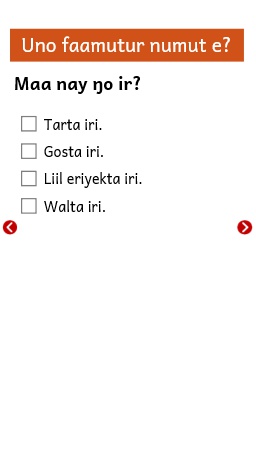 Uno faamutur numut e?
Maa nay ŋo ir?
Tarta iri.
Gosta iri.
Liil eriyekta iri.
Walta iri.